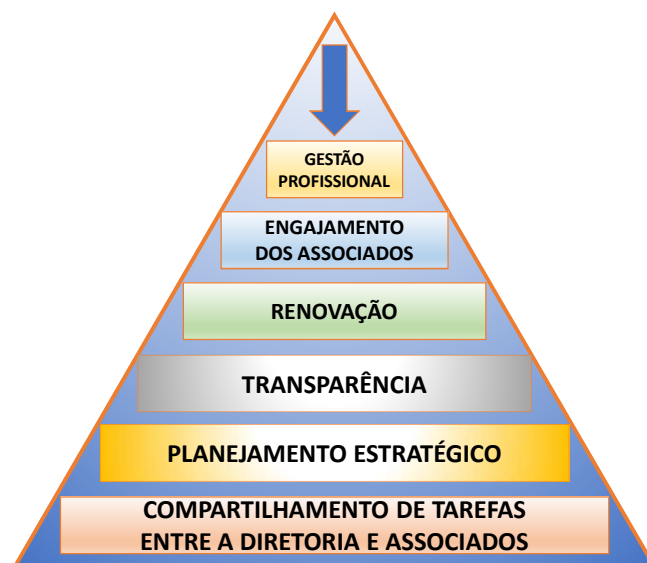 GESTÃO
PROFISSIONAL
ENGAJAMENTO
DOS ASSOCIADOS
RENOVAÇÃO
TRANSPARÊNCIA
PLANEJAMENTO ESTRATÉGICO
COMPARTILHAMENTO DE TAREFAS
ENTRE A DIRETORIA E ASSOCIADOS